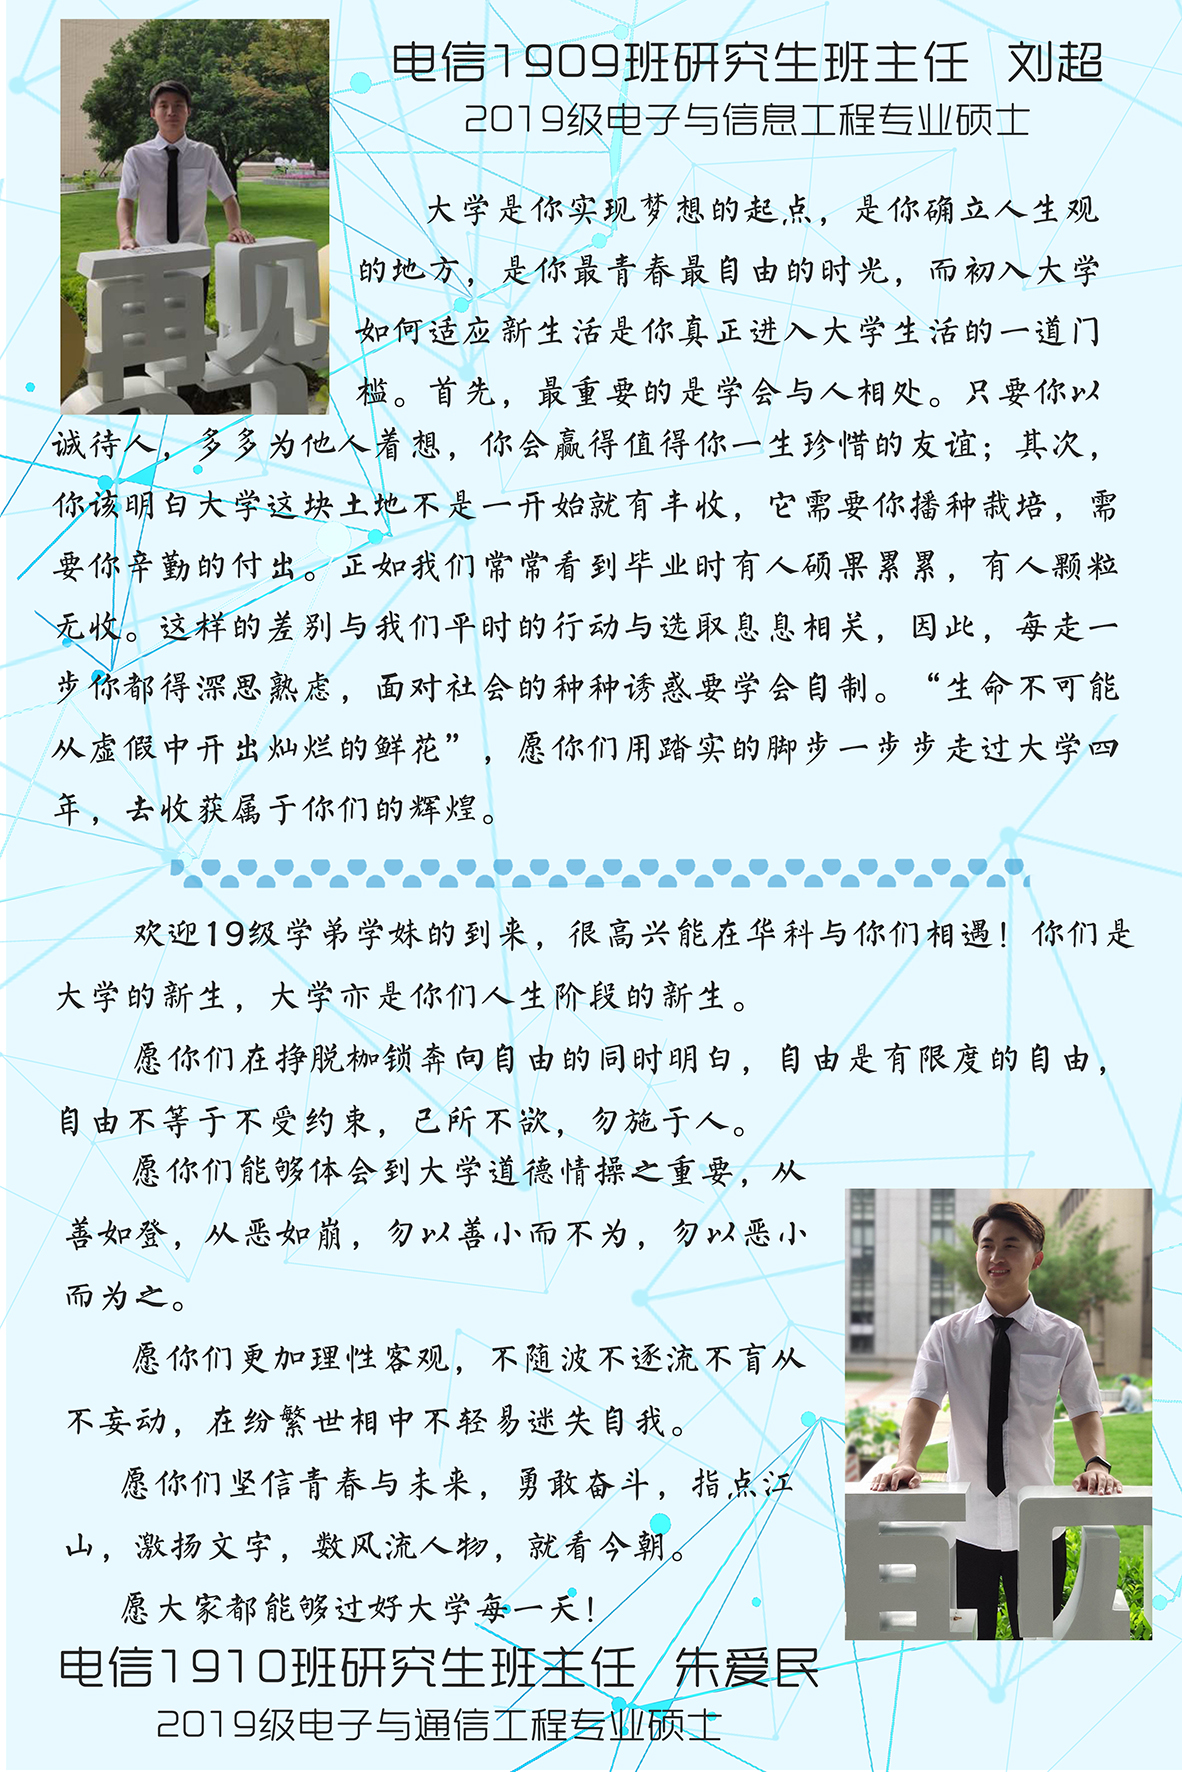 电信1909班研究生班主任 刘超
2019级电子与信息工程专业硕士
再见
大学是你实现梦想的起点，是你确立人生观
的地方，是你最青春最自由的时光，而初入大学
如何适应新生活是你真正进入大学生活的一道门
槛。首先，最重要的是学会与人相处。只要你以
诚待人，多多为他人着想，你会赢得值得你一生珍惜的友谊；其次，
你该明白大学这块土地不是一开始就有丰收，它需要你播种栽培，需
要你辛勤的付出。正如我们常常看到毕业时有人硕果累累，有人颗粒
无收。这样的差别与我们平时的行动与选取息息相关，因此，每走一
步你都得深思熟虑，面对社会的种种诱惑要学会自制。“生命不可能
从虚假中开出灿烂的鲜花”，愿你们用踏实的脚步一步步走过大学四
年，去收获属于你们的辉煌。
欢迎19级学弟学妹的到来，很高兴能在华科与你们相遇！你们是
大学的新生，大学亦是你们人生阶段的新生。
愿你们在挣脱枷锁奔向自由的同时明白，自由是有限度的自由，
自由不等于不受约束，已所不欲，勿施于人。
愿你们能够体会到大学道德情操之重要，从
善如登，从恶如崩，勿以善小而不为，勿以恶小
而为之。
愿你们更加理性客观，不随波不逐流不盲从
不妄动，在纷繁世相中不轻易迷失自我。
愿你们坚信青春与未来，勇敢奋斗，指点江
山，激扬文字，数风流人物，就看今朝。
愿大家都能够过好大学每一天！
电信1910班研究生班主任 朱爱民
2019级电子与通信工程专业硕士